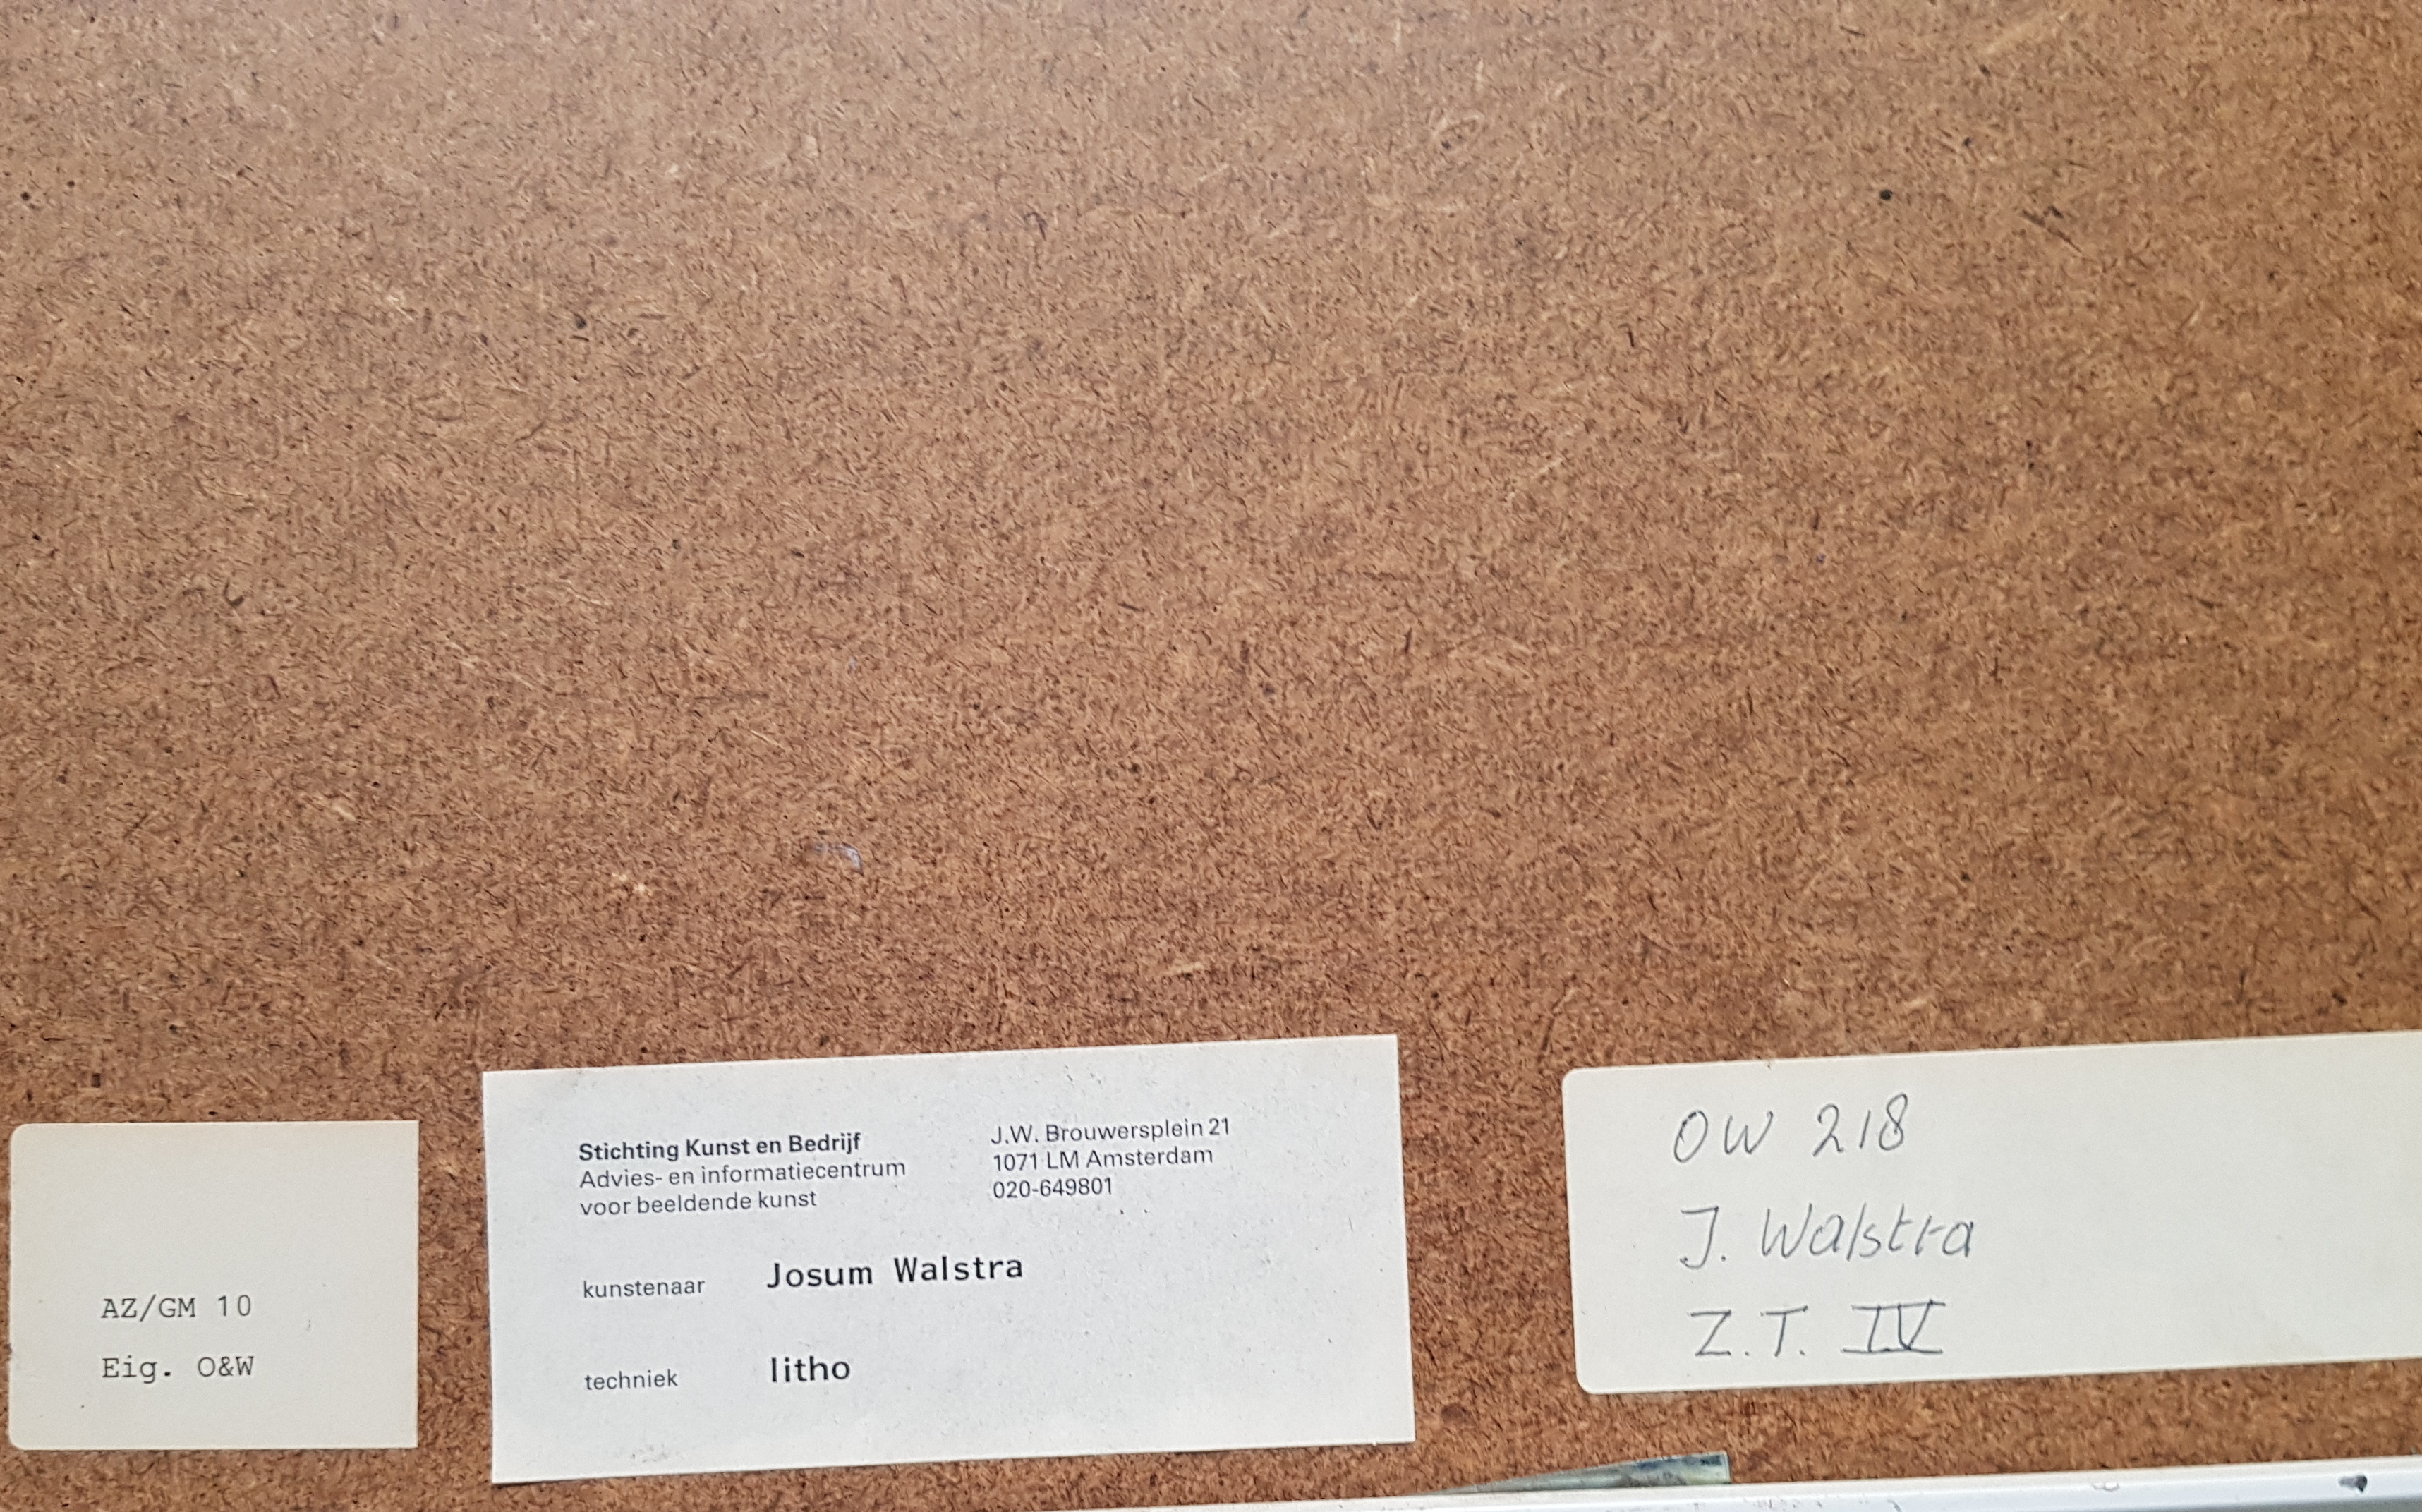 AZ/GM 10
Eig. O&W
Stichting Kunst en Bedrijf
Advies- en informatiecentrum
voor beeldende kunst
J.W. Brouwersplein 21
1071 LM Amsterdam
020-649801
kunstenaar Josum Walstra
techniek litho
OW 218
J. Walstra
Z.T. IV